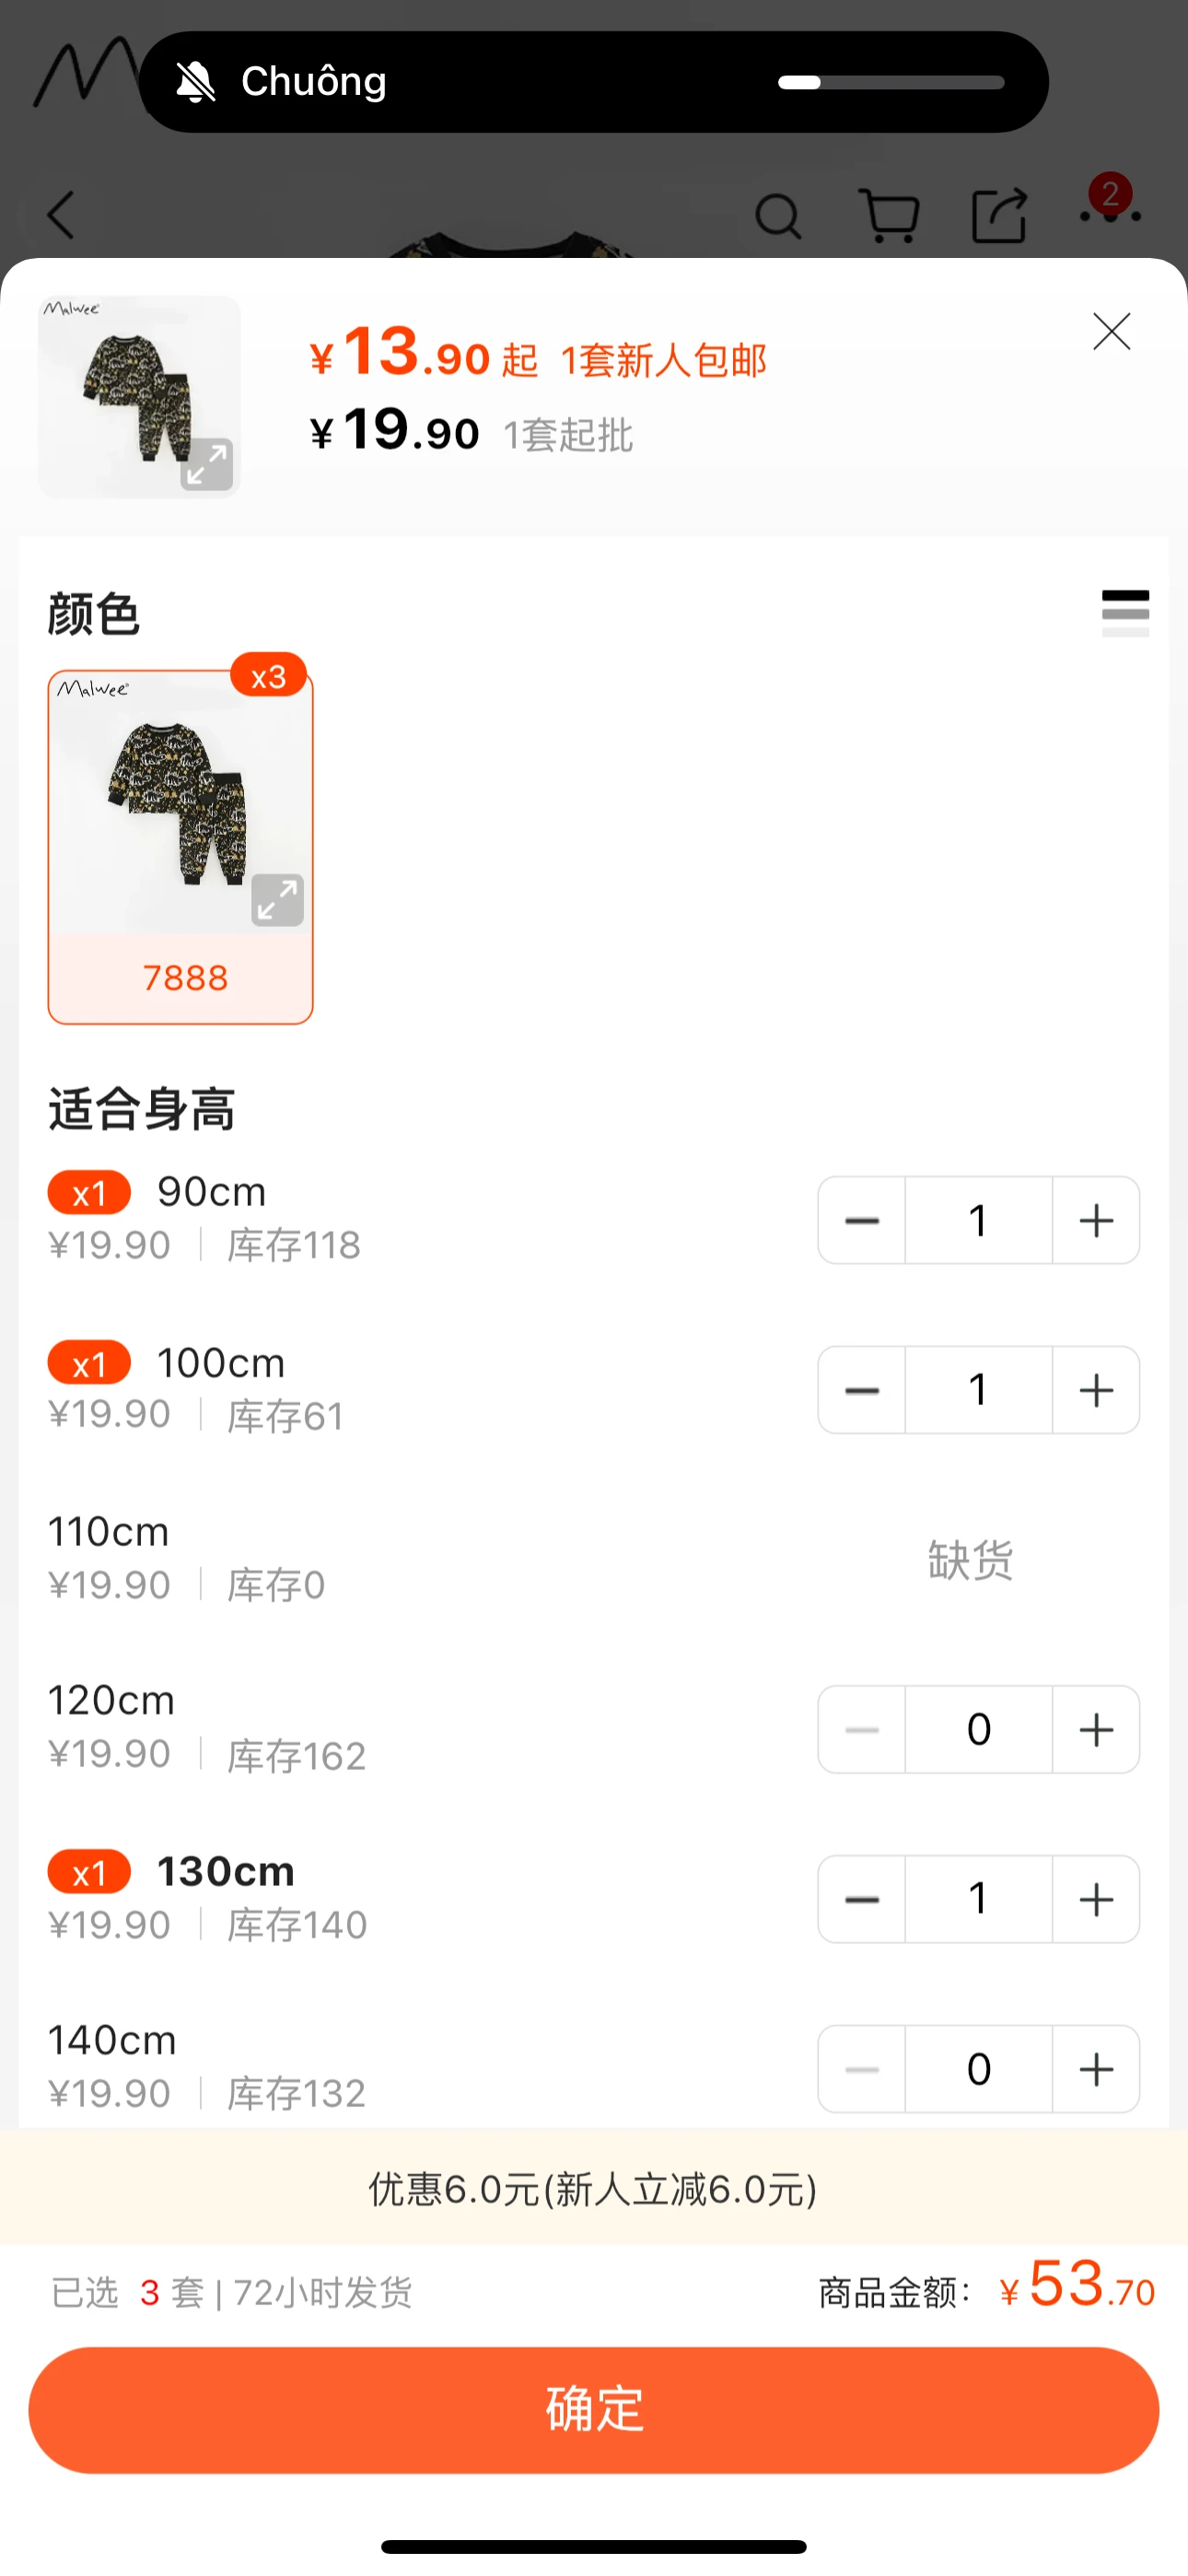 Chuông
2
Malwee
¥13.90起 1套新人包邮
¥19.90 1套起批
颜色
x3
Malwee
7888
适合身高
x1 90cm
¥19.90 | 库存118
1
x1 100cm
¥19.90 | 库存61
1
110cm
¥19.90 | 库存0
缺货
120cm
¥19.90 | 库存162
0
x1 130cm
¥19.90 | 库存140
1
140cm
¥19.90 | 库存132
0
优惠6.0元(新人立减6.0元)
已选 3 套 | 72小时发货
商品金额: ¥53.70
确定